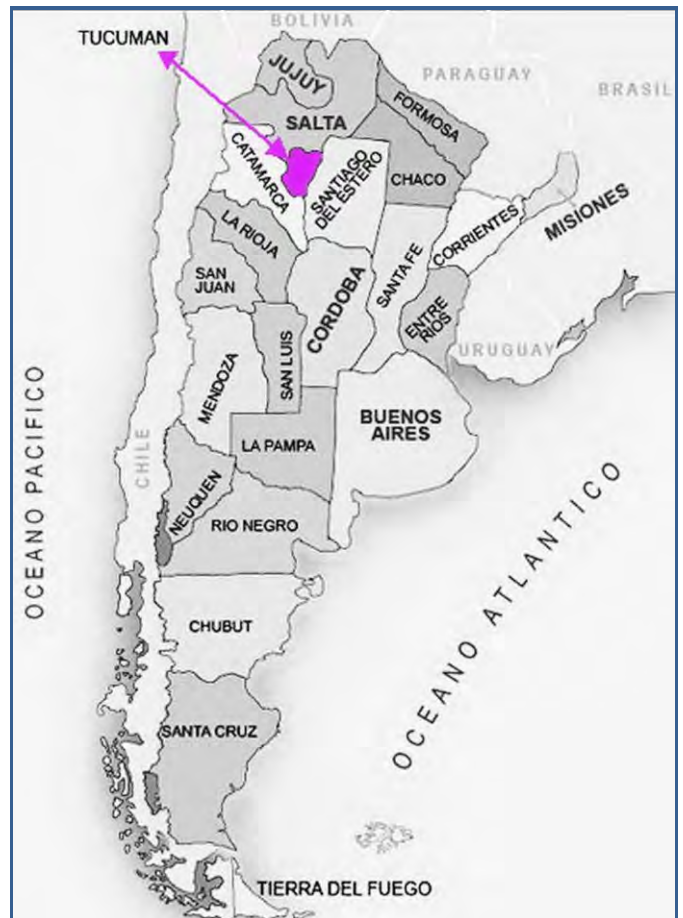 BOLIVIA
TUCUMAN
JUJUY
PARAGUAY
BRASIL
FORMOSA
SALTA
CATAMARCA
SANTIAGO
DEL ESTERO
CHACO
LA RIOJA
CORRIENTES
MISIONES
SAN
JUAN
SANTA FE
CORDOBA
ENTRE
RIOS
SAN LUIS
URUGUAY
MENDOZA
OCEANO PACIFICO
BUENOS
AIRES
CHILE
LA PAMPA
NEUQUEN
RIO NEGRO
OCEANO ATLANTICO
CHUBUT
SANTA CRUZ
TIERRA DEL FUEGO